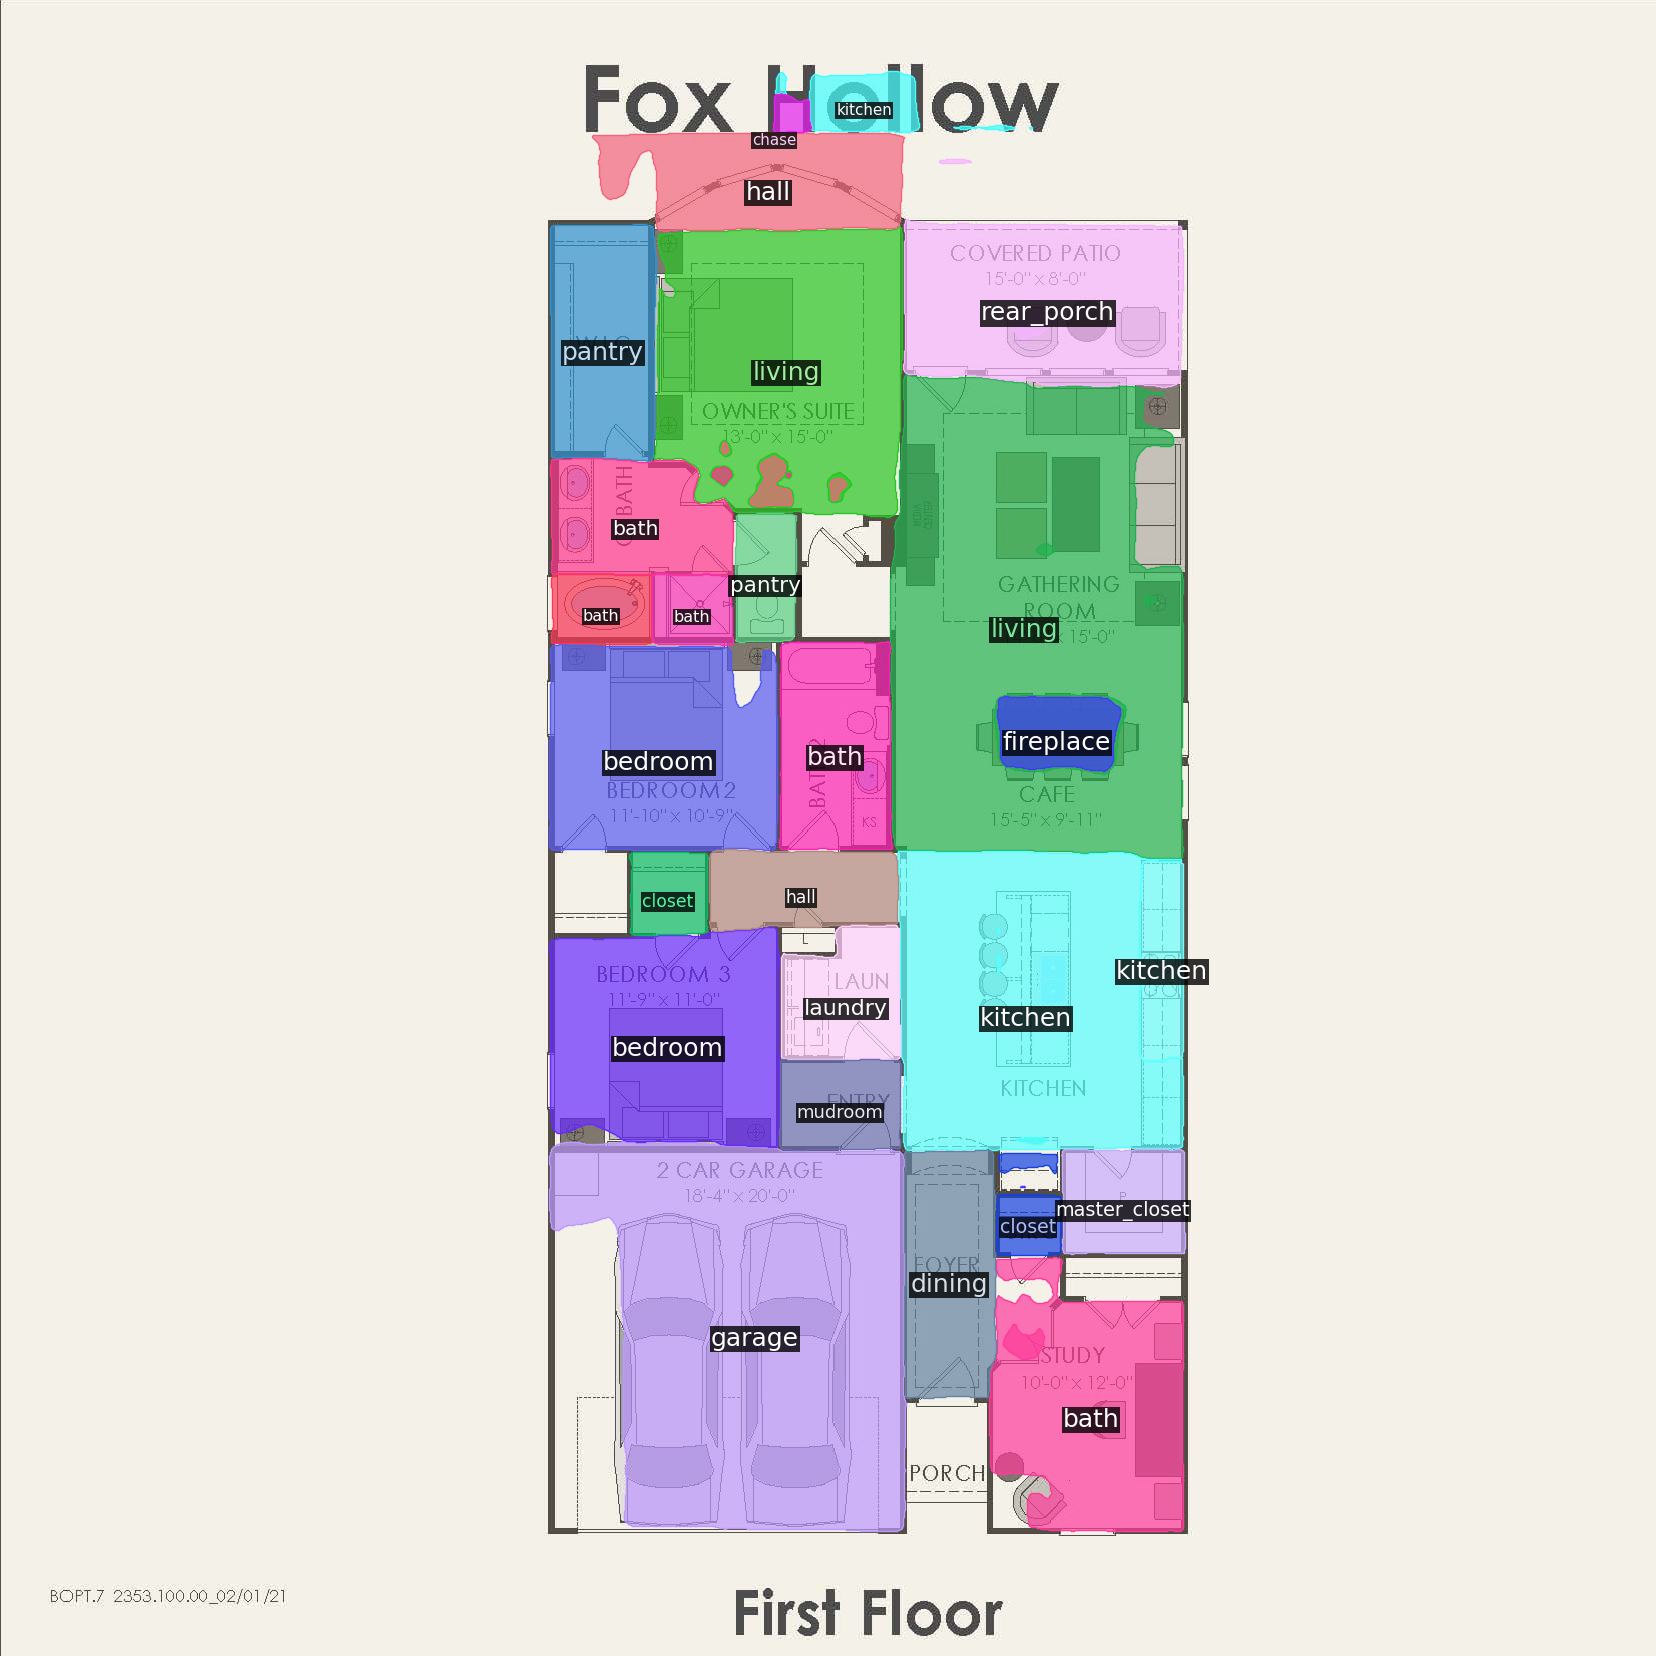 Fox Hollow
kitchen
chase
hall
COVERED PATIO
15'-0" x 8'-0"
rear_porch
pantry
living
OWNER'S SUITE
13'-0" x 15'-0"
BATH
bath
MEDIA CENTER
pantry
GATHERING
ROOM
bath
bath
living
x 15'-0"
fireplace
bath
BATH 2
bedroom
BEDROOM 2
11'-10" x 10'-9"
CAFE
15'-5" x 9'-11"
KS
closet
hall
L
BEDROOM 3
11'-9" x 11'-0"
bedroom
LAUN
laundry
kitchen
kitchen
KITCHEN
ENTRY
mudroom
2 CAR GARAGE
18'-4" x 20'-0"
P
master_closet
closet
FOYER
dining
garage
STUDY
10'-0" x 12'-0"
bath
PORCH
BOPT.7 2353.100.00_02/01/21
First Floor